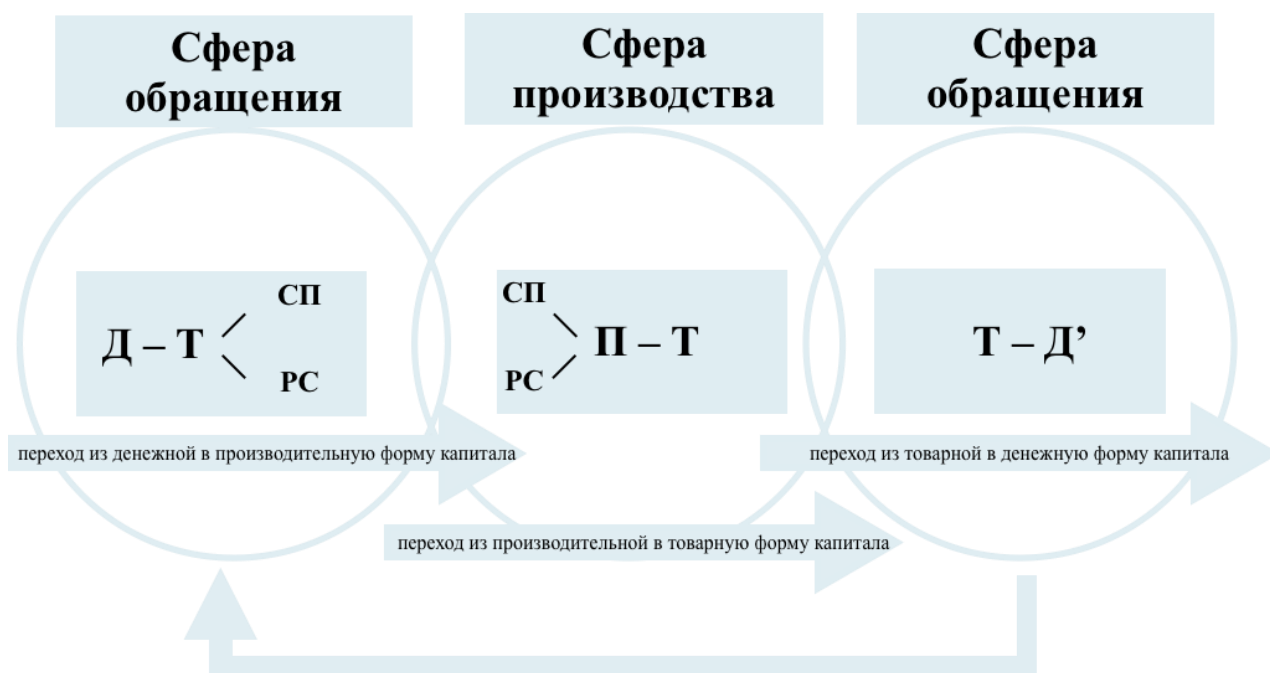 Сфера
обращения
Сфера
производства
Сфера
обращения
СП
Д – Т
РС
СП
П – Т
РС
Т – Д’
переход из денежной в производительную форму капитала
переход из товарной в денежную форму капитала
переход из производительной в товарную форму капитала